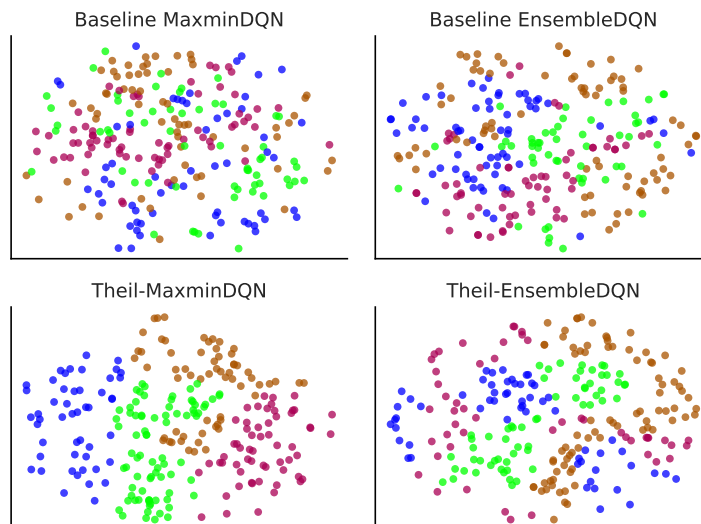 Baseline MaxminDQN
Baseline EnsembleDQN
Theil-MaxminDQN
Theil-EnsembleDQN